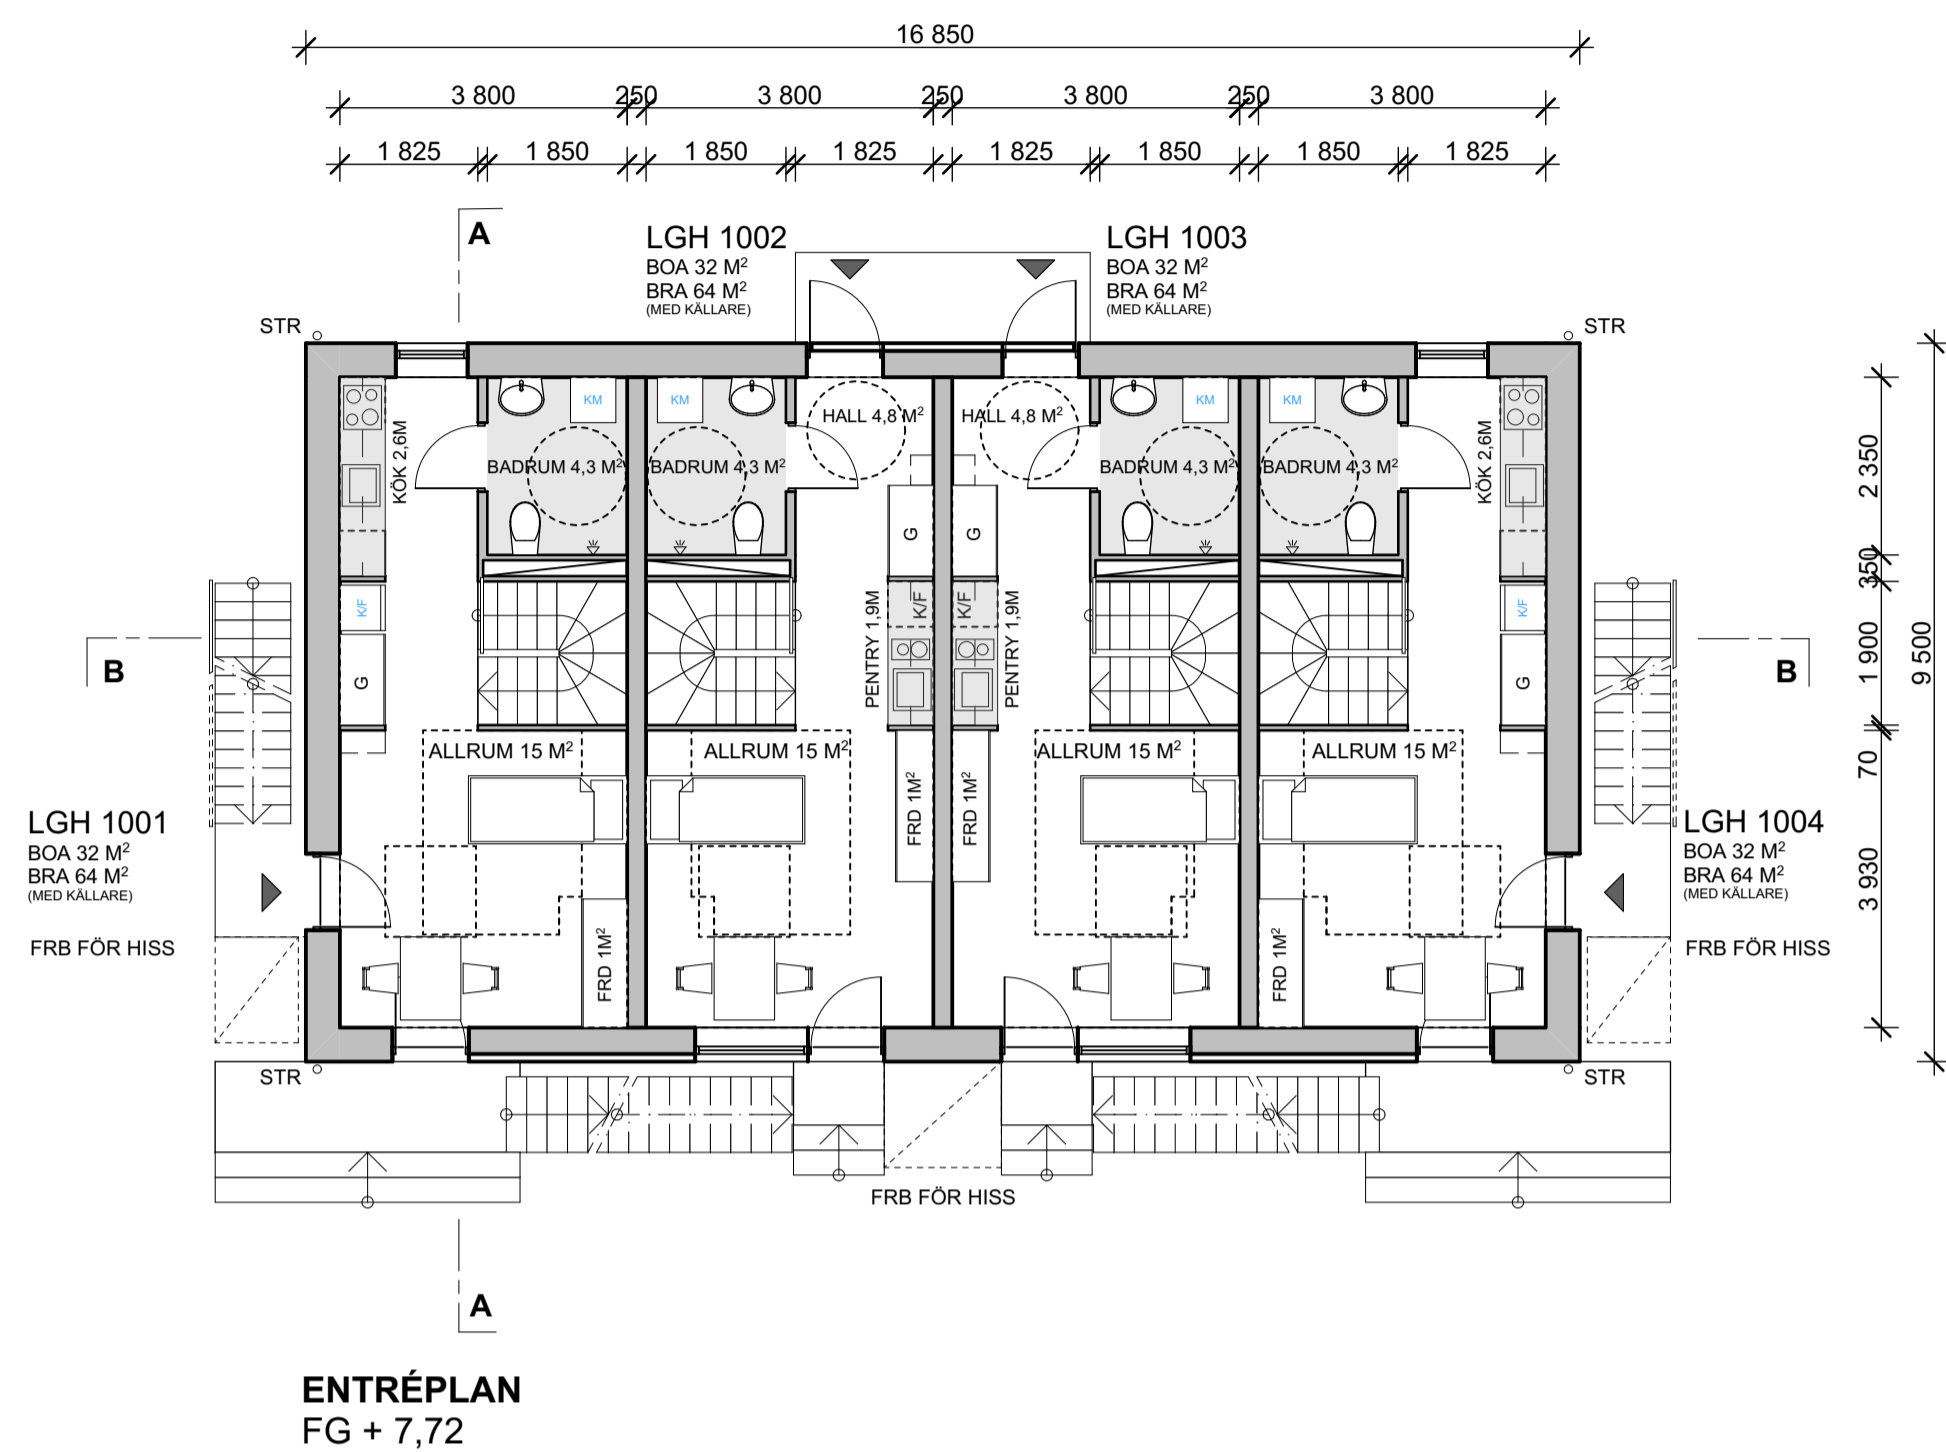 16 850
3 800 250 3 800 250 3 800 250 3 800
1 825 1 850 1 850 1 825 1 825 1 850 1 850 1 825
A
LGH 1002
BOA 32 M²
BRA 64 M²
(MED KÄLLARE)
LGH 1003
BOA 32 M²
BRA 64 M²
(MED KÄLLARE)
STR
STR
KM
KM
KM
KM
HALL 4,8 M²
HALL 4,8 M²
KÖK 2,6M
BADRUM 4,3 M²
BADRUM 4,3 M²
BADRUM 4,3 M²
BADRUM 4,3 M²
KÖK 2,6M
G
G
K/F
K/F
K/F
K/F
PENTRY 1,9M
PENTRY 1,9M
G
G
B
B
2 350
350
1 900
70
3 930
9 500
ALLRUM 15 M²
ALLRUM 15 M²
ALLRUM 15 M²
ALLRUM 15 M²
FRD 1M²
FRD 1M²
LGH 1001
BOA 32 M²
BRA 64 M²
(MED KÄLLARE)
LGH 1004
BOA 32 M²
BRA 64 M²
(MED KÄLLARE)
FRB FÖR HISS
FRD 1M²
FRD 1M²
FRB FÖR HISS
STR
STR
FRB FÖR HISS
A
ENTRÉPLAN
FG + 7,72